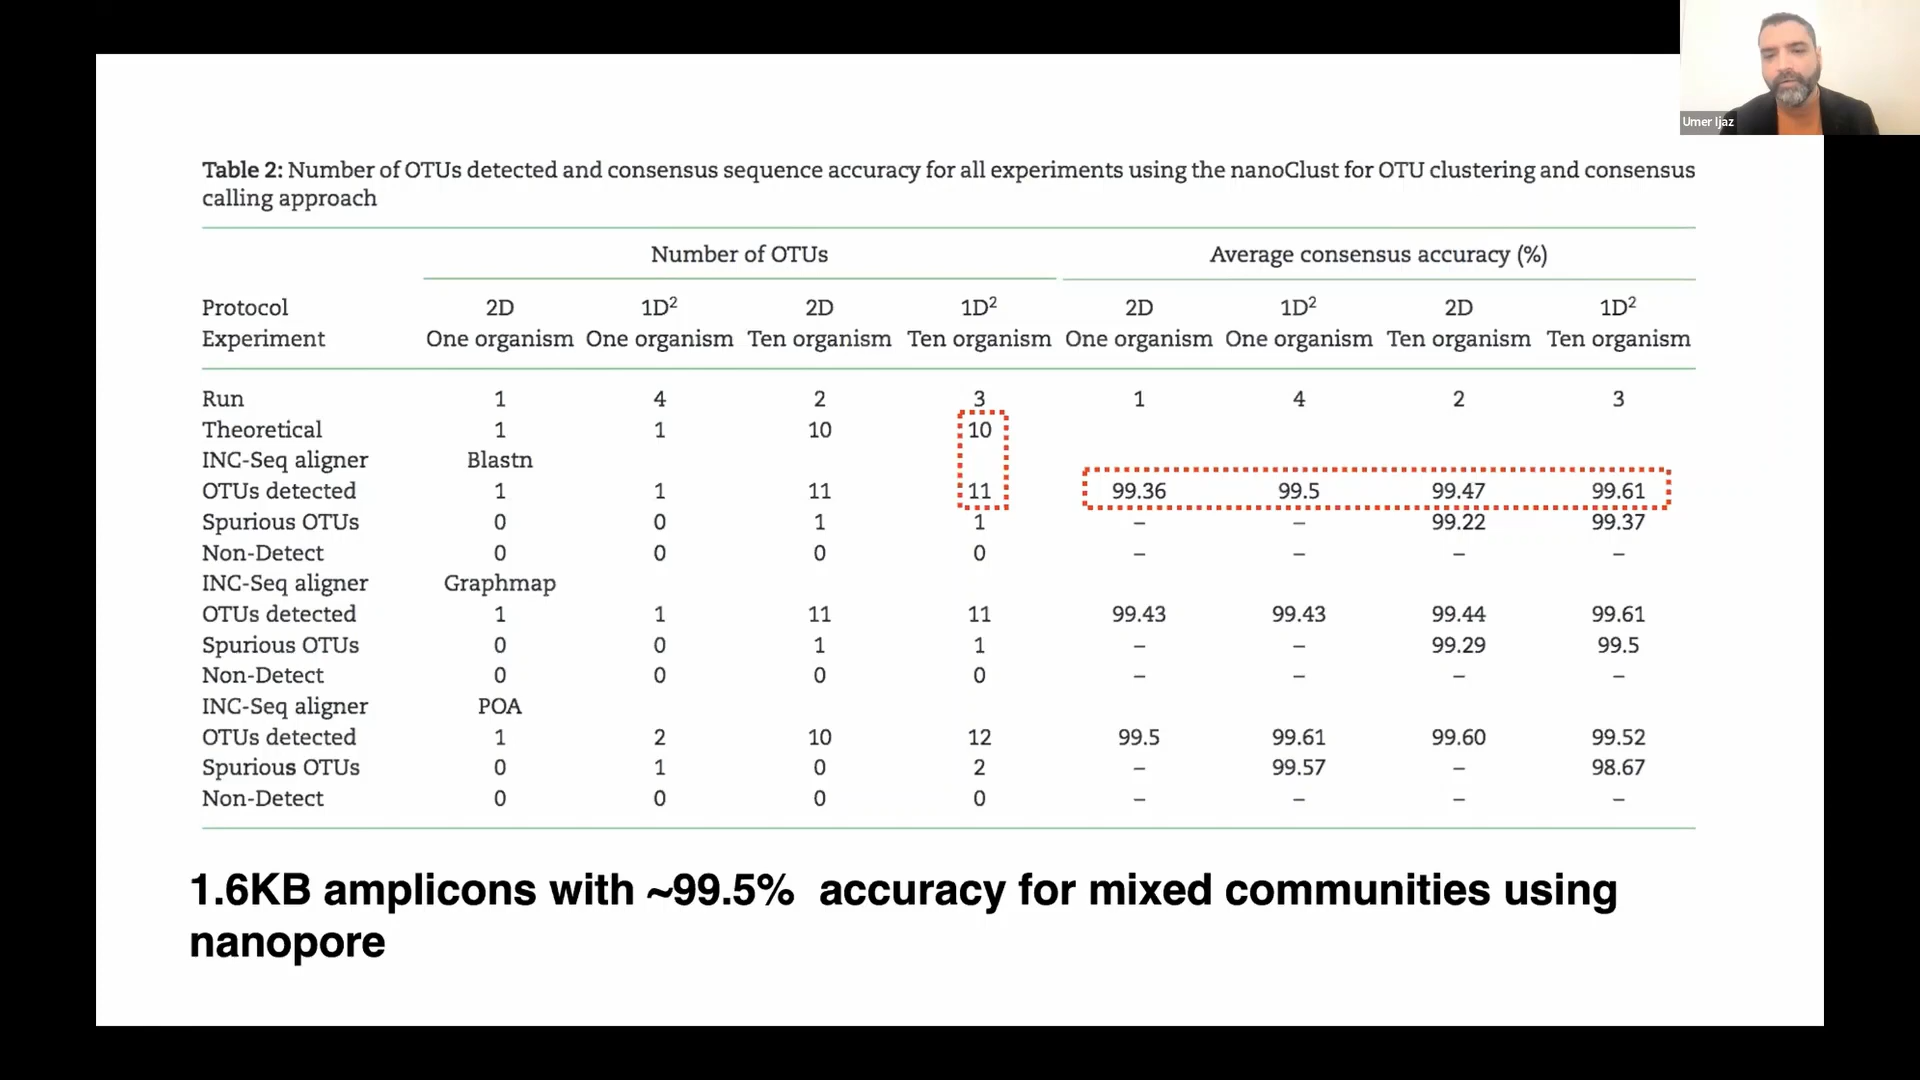 Umer Ijaz
Table 2: Number of OTUs detected and consensus sequence accuracy for all experiments using the nanoClust for OTU clustering and consensus
calling approach
Number of OTUs Average consensus accuracy (%)
Protocol 2D 1D² 2D 1D² 2D 1D² 2D 1D²
Experiment One organism One organism Ten organism Ten organism One organism One organism Ten organism Ten organism
Run 1 4 2 3 1 4 2 3
Theoretical 1 1 10 10
INC-Seq aligner Blastn
OTUs detected 1 1 11 11 99.36 99.5 99.47 99.61
Spurious OTUs 0 0 1 1 – – 99.22 99.37
Non-Detect 0 0 0 0 – – – –
INC-Seq aligner Graphmap
OTUs detected 1 1 11 11 99.43 99.43 99.44 99.61
Spurious OTUs 0 0 1 1 – – 99.29 99.5
Non-Detect 0 0 0 0 – – – –
INC-Seq aligner POA
OTUs detected 1 2 10 12 99.5 99.61 99.60 99.52
Spurious OTUs 0 1 0 2 – 99.57 – 98.67
Non-Detect 0 0 0 0 – – – –
1.6KB amplicons with ~99.5% accuracy for mixed communities using
nanopore